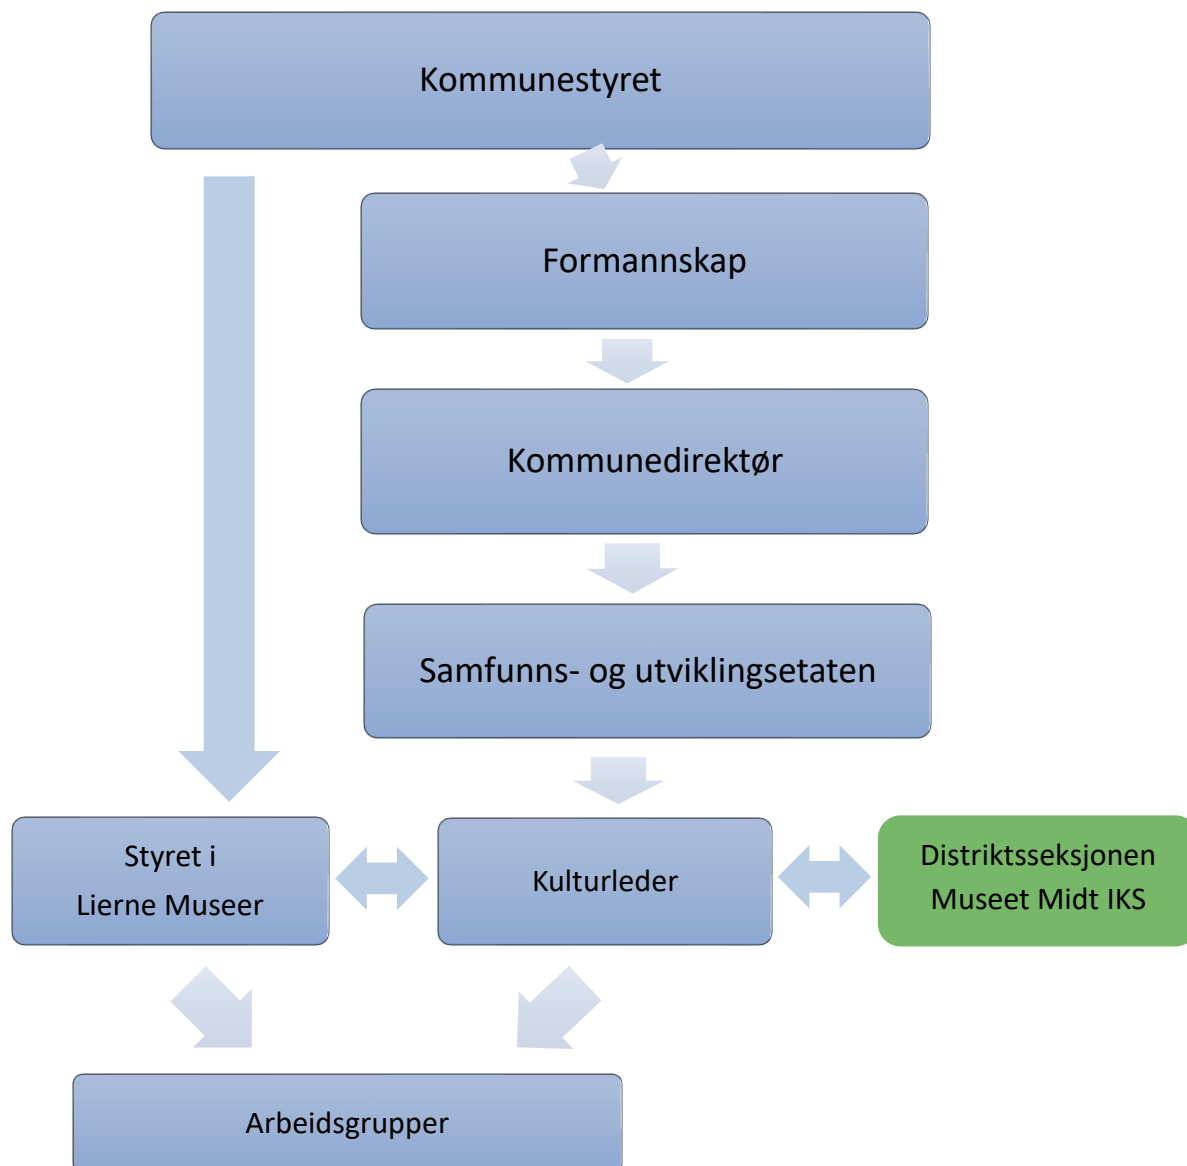 Kommunestyret
Formannskap
Kommunedirektør
Samfunns- og utviklingsetaten
Styret i
Lierne Museer
Kulturleder
Distriktsseksjonen
Museet Midt IKS
Arbeidsgrupper